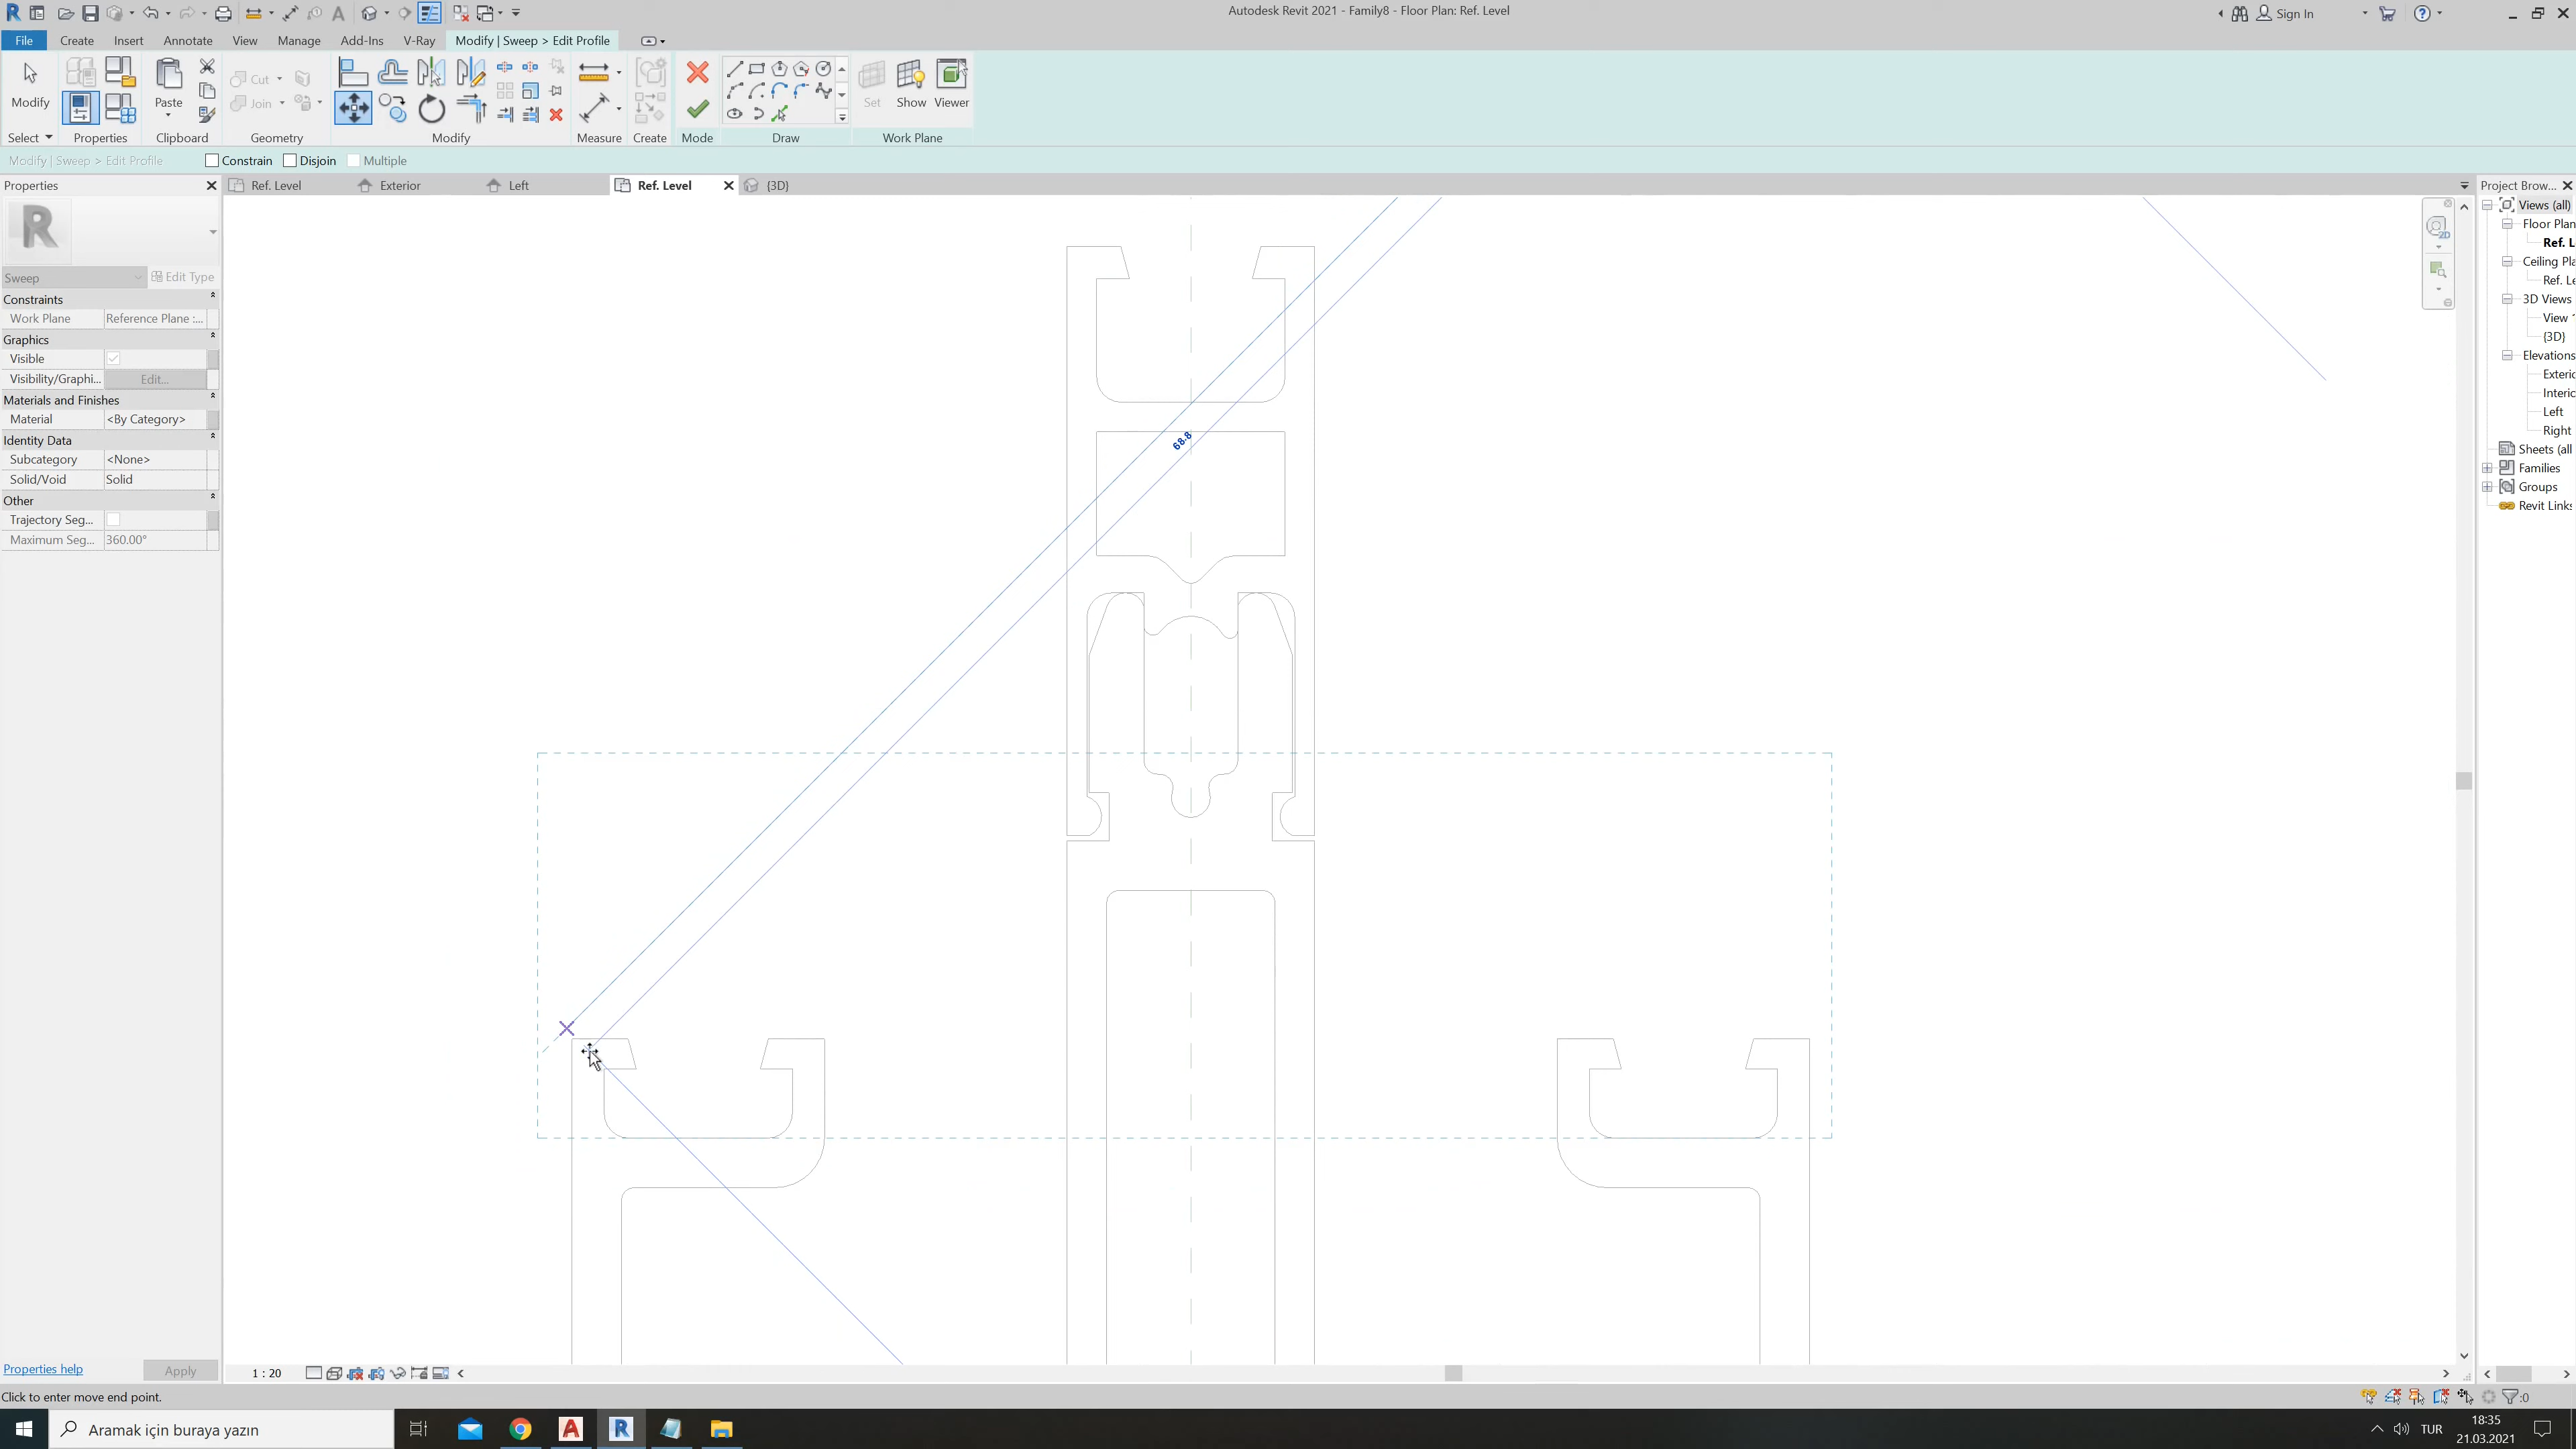 Autodesk Revit 2021 - Family8 - Floor Plan: Ref. Level
Sign In
File Create Insert Annotate View Manage Add-Ins V-Ray Modify | Sweep > Edit Profile
Modify
Paste
Cut
Join
Set Show Viewer
Select Properties Clipboard Geometry Modify Measure Create Mode Draw Work Plane
Modify | Sweep > Edit Profile Constrain Disjoin Multiple
Properties
Ref. Level Exterior Left Ref. Level {3D}
Project Brow...
Sweep
Edit Type
Constraints
Work Plane Reference Plane :...
Graphics
Visible
Visibility/Graphi... Edit...
Materials and Finishes
Material <By Category>
Identity Data
Subcategory <None>
Solid/Void Solid
Other
Trajectory Seg...
Maximum Seg... 360.00°
2D
68.8
Views (all)
Floor Plan
Ref. L
Ceiling Pla
Ref. Le
3D Views
View
{3D}
Elevations
Exterio
Interio
Left
Right
Sheets (all
Families
Groups
Revit Links
Properties help
Apply
1 : 20
Click to enter move end point.
:0
Aramak için buraya yazın
TUR
18:35
21.03.2021